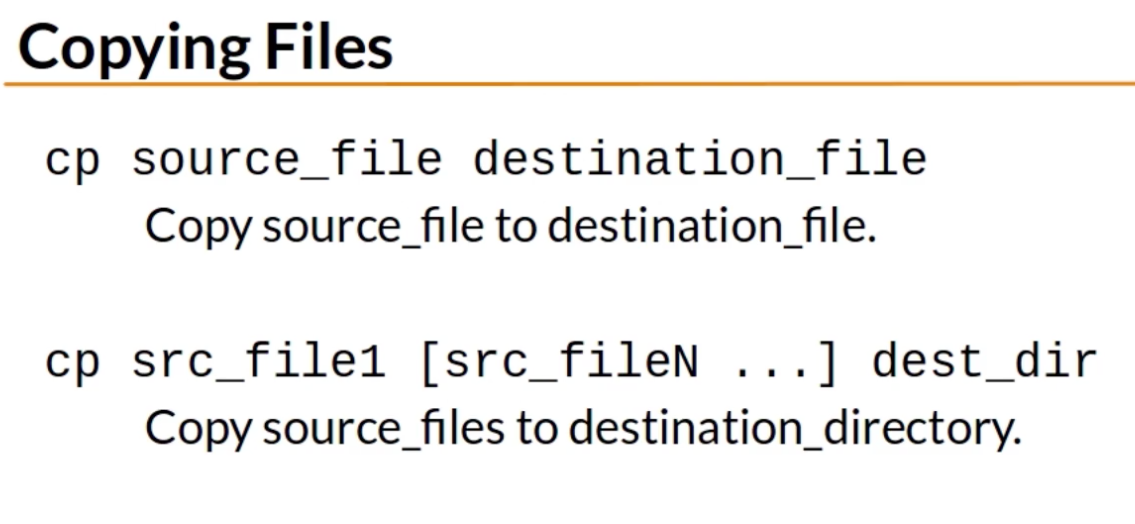 Copying Files
cp source_file destination_file
Copy source_file to destination_file.
cp src_file1 [src_fileN ...] dest_dir
Copy source_files to destination_directory.